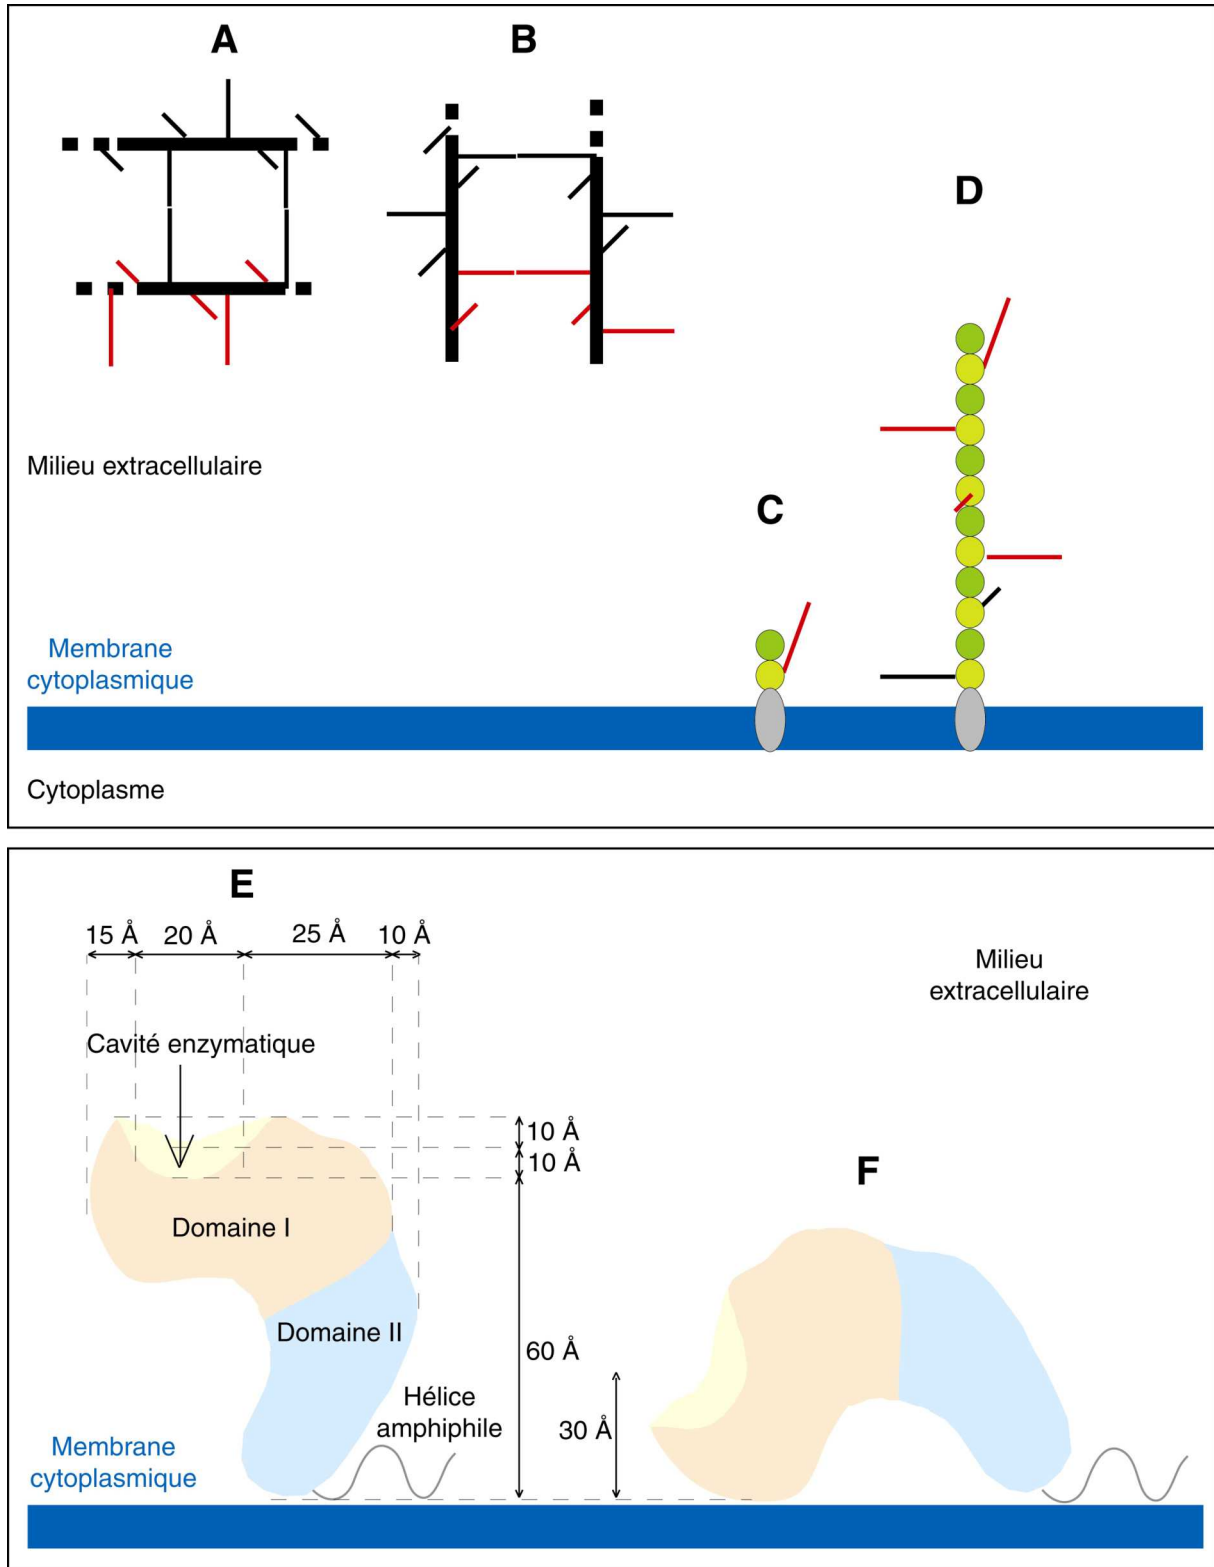 A
B
D
Milieu extracellulaire
C
Membrane
cytoplasmique
Cytoplasme
E
15 Å
20 Å
25 Å
10 Å
Milieu
extracellulaire
Cavité enzymatique
10 Å
10 Å
F
Domaine I
Domaine II
60 Å
Hélice
amphiphile
30 Å
Membrane
cytoplasmique